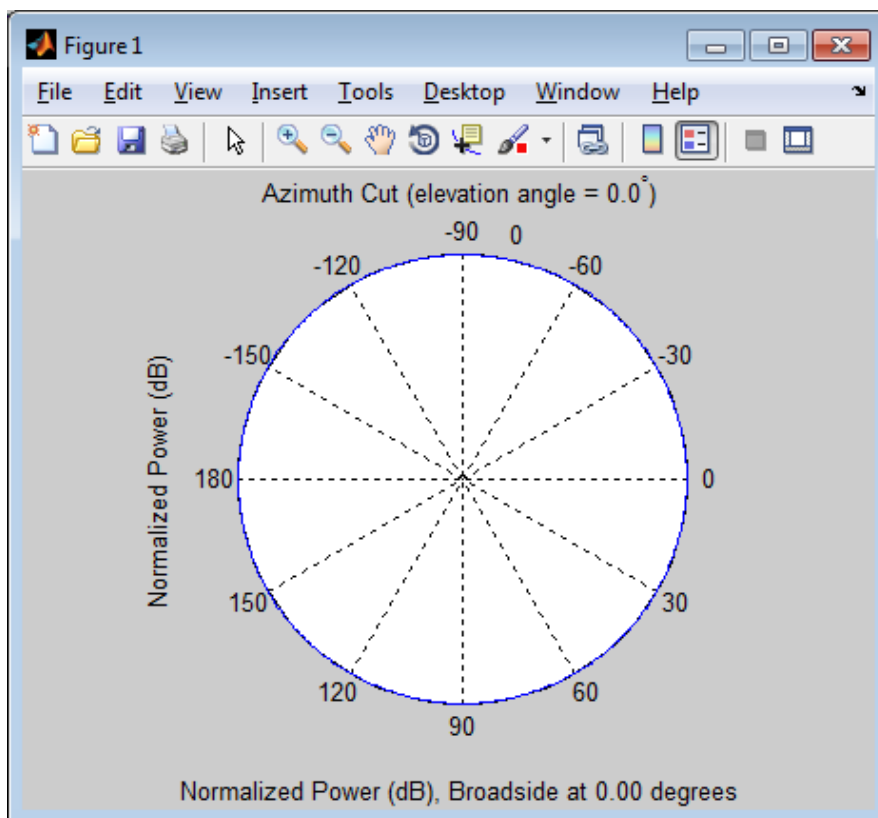 Figure 1
File Edit View Insert Tools Desktop Window Help
Azimuth Cut (elevation angle = 0.0°)
-90 0
-120 -60
-150 -30
Normalized Power (dB)
180 0
150 30
120 60
90
Normalized Power (dB), Broadside at 0.00 degrees